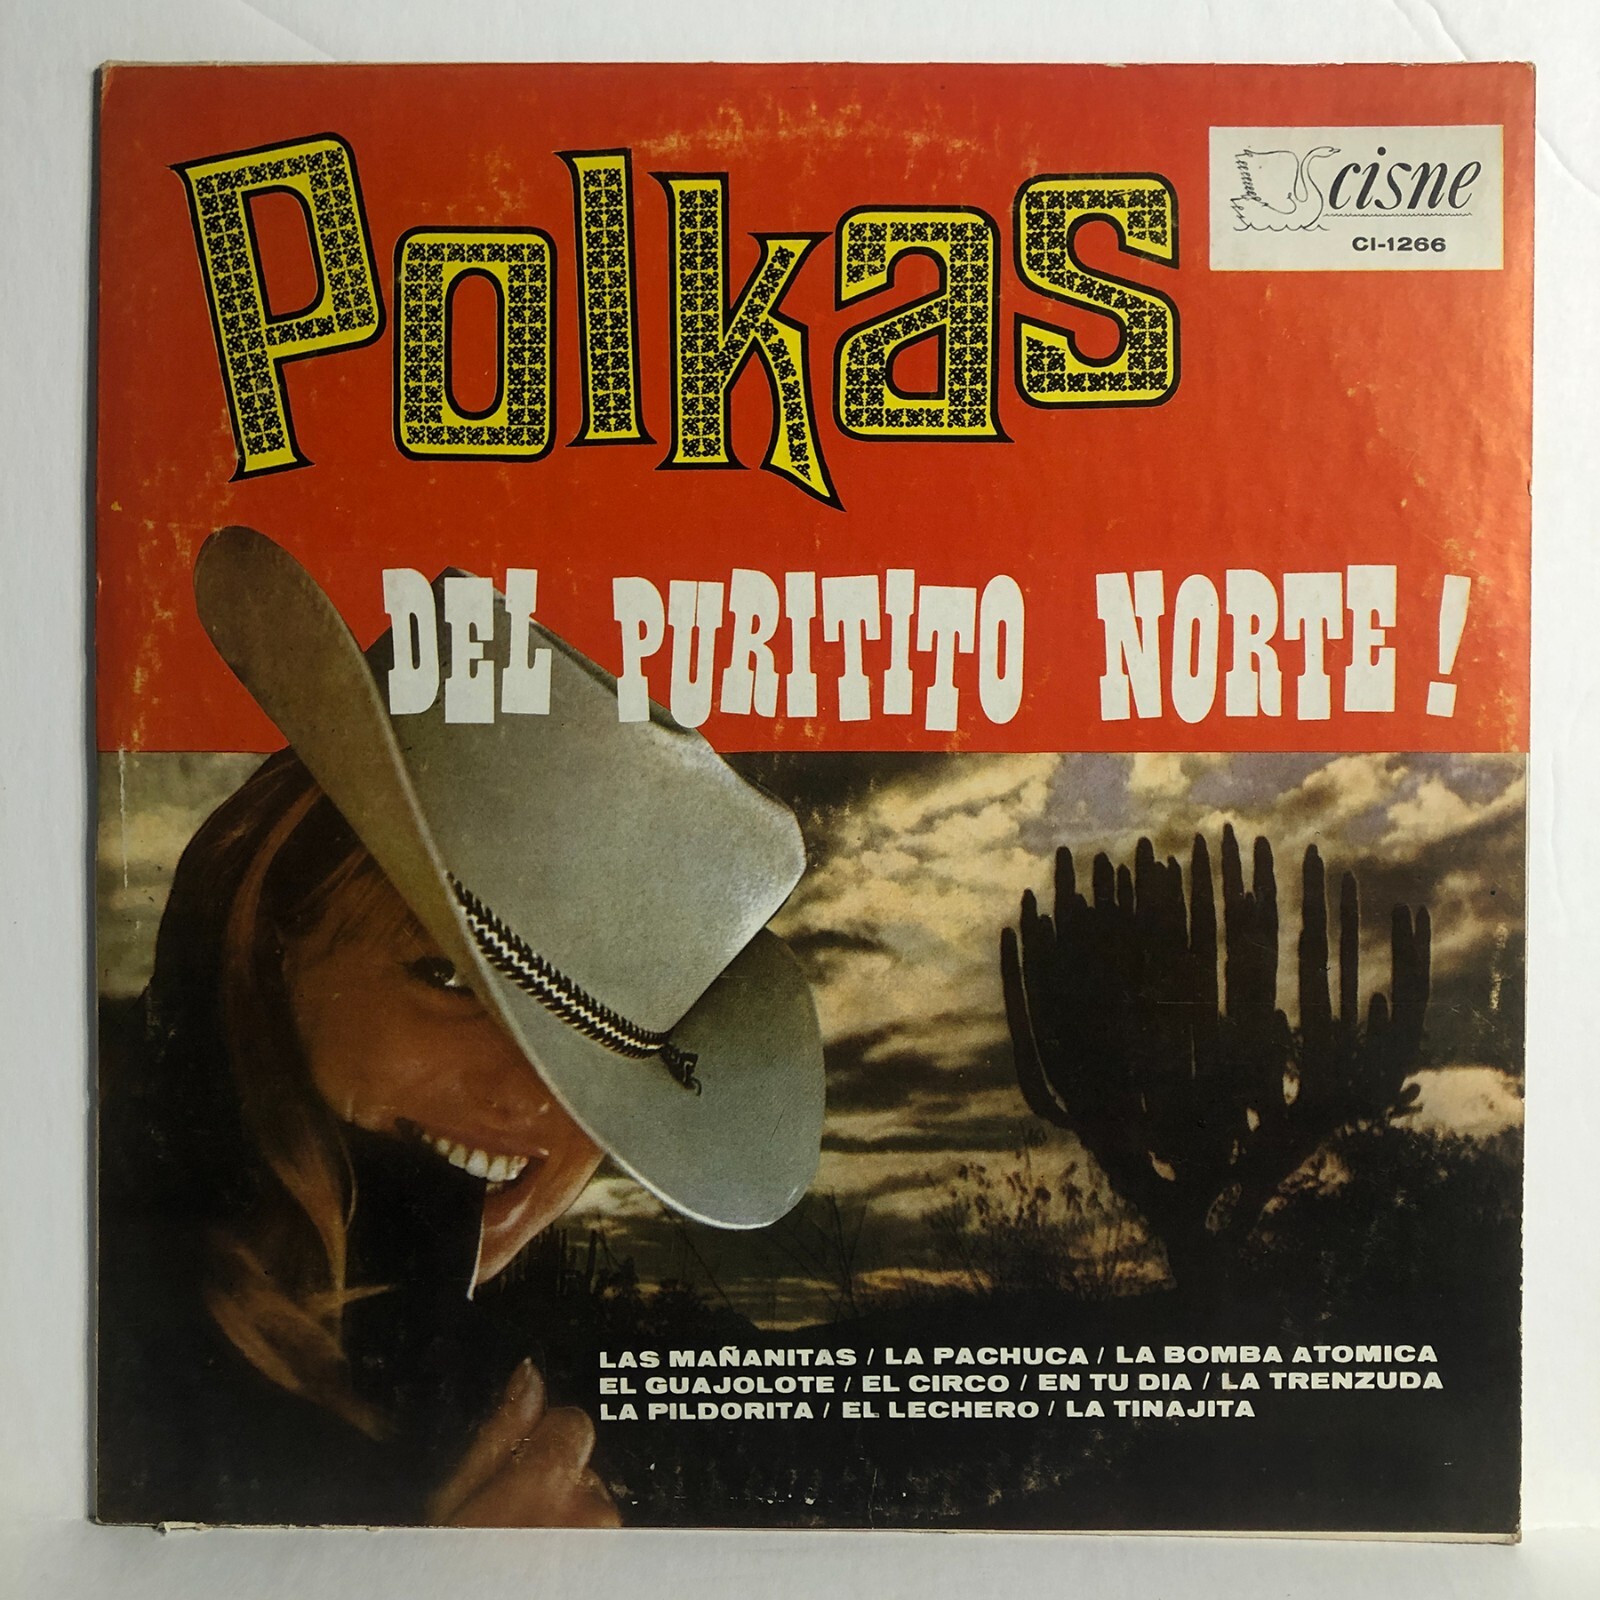 Polkas
cisne
CI-1266
DEL PURITITO NORTE!
LAS MAÑANITAS / LA PACHUCA / LA BOMBA ATOMICA
EL GUAJOLOTE / EL CIRCO / EN TU DIA / LA TRENZUDA
LA PILDORITA / EL LECHERO / LA TINAJITA